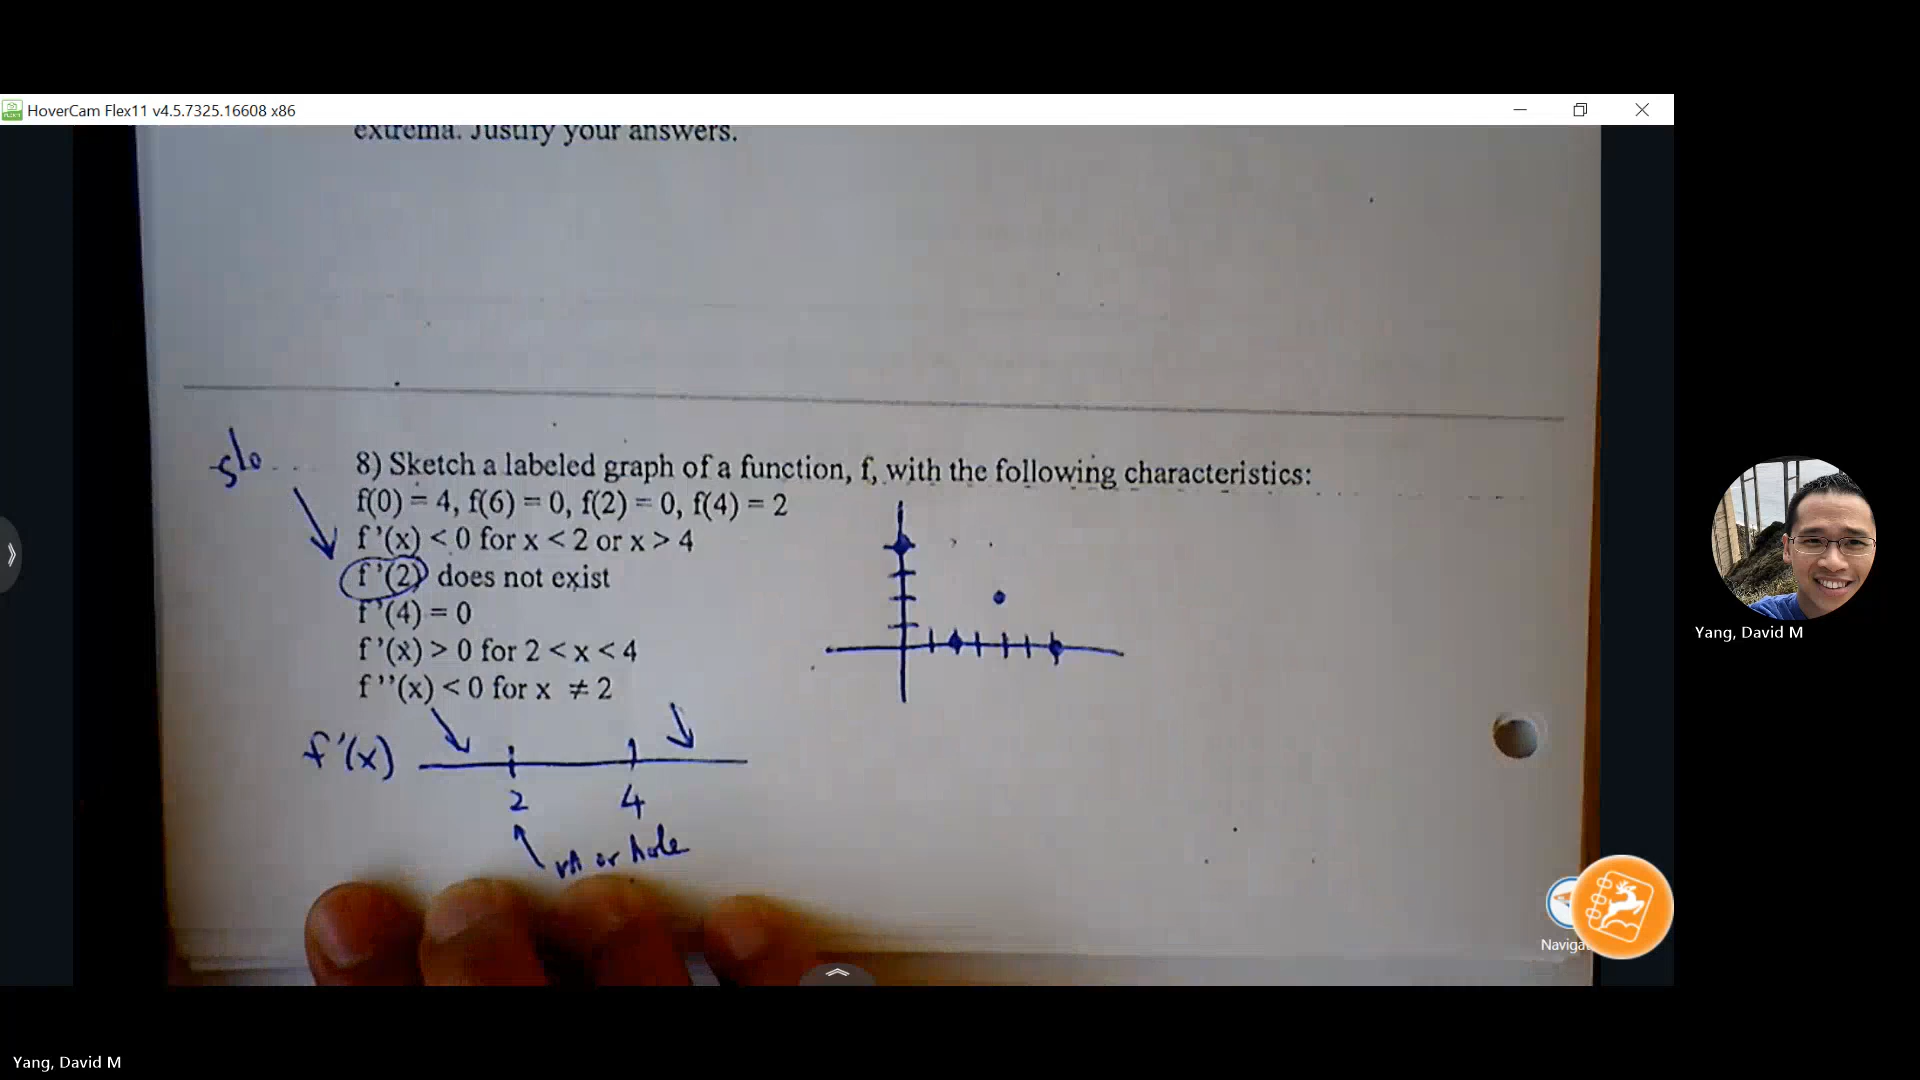 HoverCam Flex11 v4.5.7325.16608 x86
extrema. Justify your answers.
slo
8) Sketch a labeled graph of a function, f, with the following characteristics:
f(0) = 4, f(6) = 0, f(2) = 0, f(4) = 2
f'(x) < 0 for x < 2 or x > 4
f'(2) does not exist
f'(4) = 0
f'(x) > 0 for 2 < x < 4
f''(x) < 0 for x ≠ 2
f'(x)
2 4
VA or hole
Yang, David M
Naviga
Yang, David M